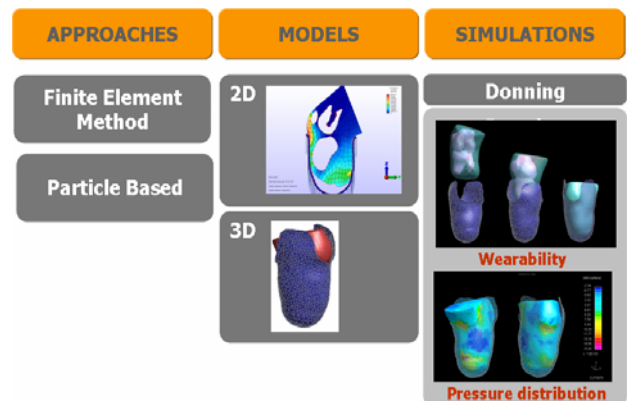 APPROACHES
MODELS
SIMULATIONS
Finite Element
Method
Particle Based
2D
3D
Donning
Wearability
Pressure distribution